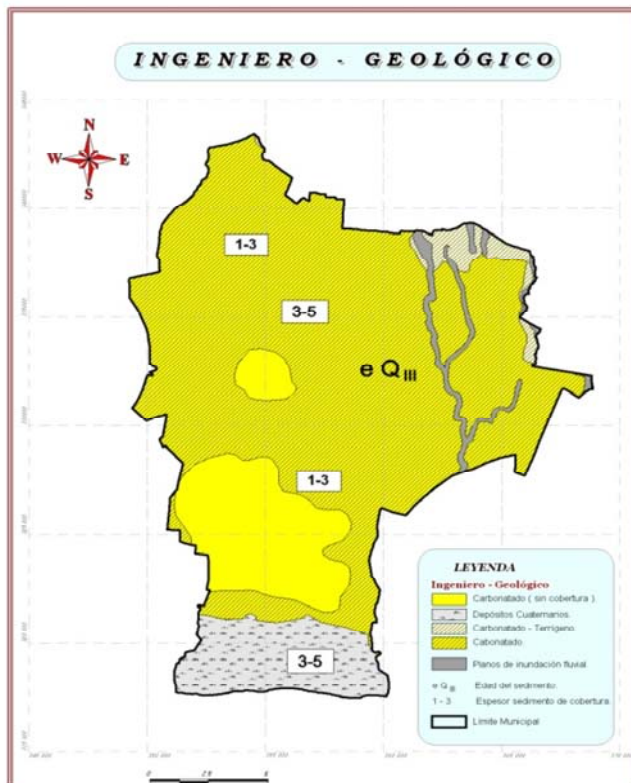 INGENIERO - GEOLÓGICO
N
W E
S
1-3
3-5
e Q III
1-3
3-5
LEYENDA
Ingeniero - Geológico
Carbonatado ( sin cobertura ).
Depósitos Cuaternarios.
Carbonatado - Terrígeno.
Cabonatado.
Planos de inundación fluvial.
e Q III Edad del sedimento.
1 - 3 Espesor sedimento de cobertura.
Límite Municipal